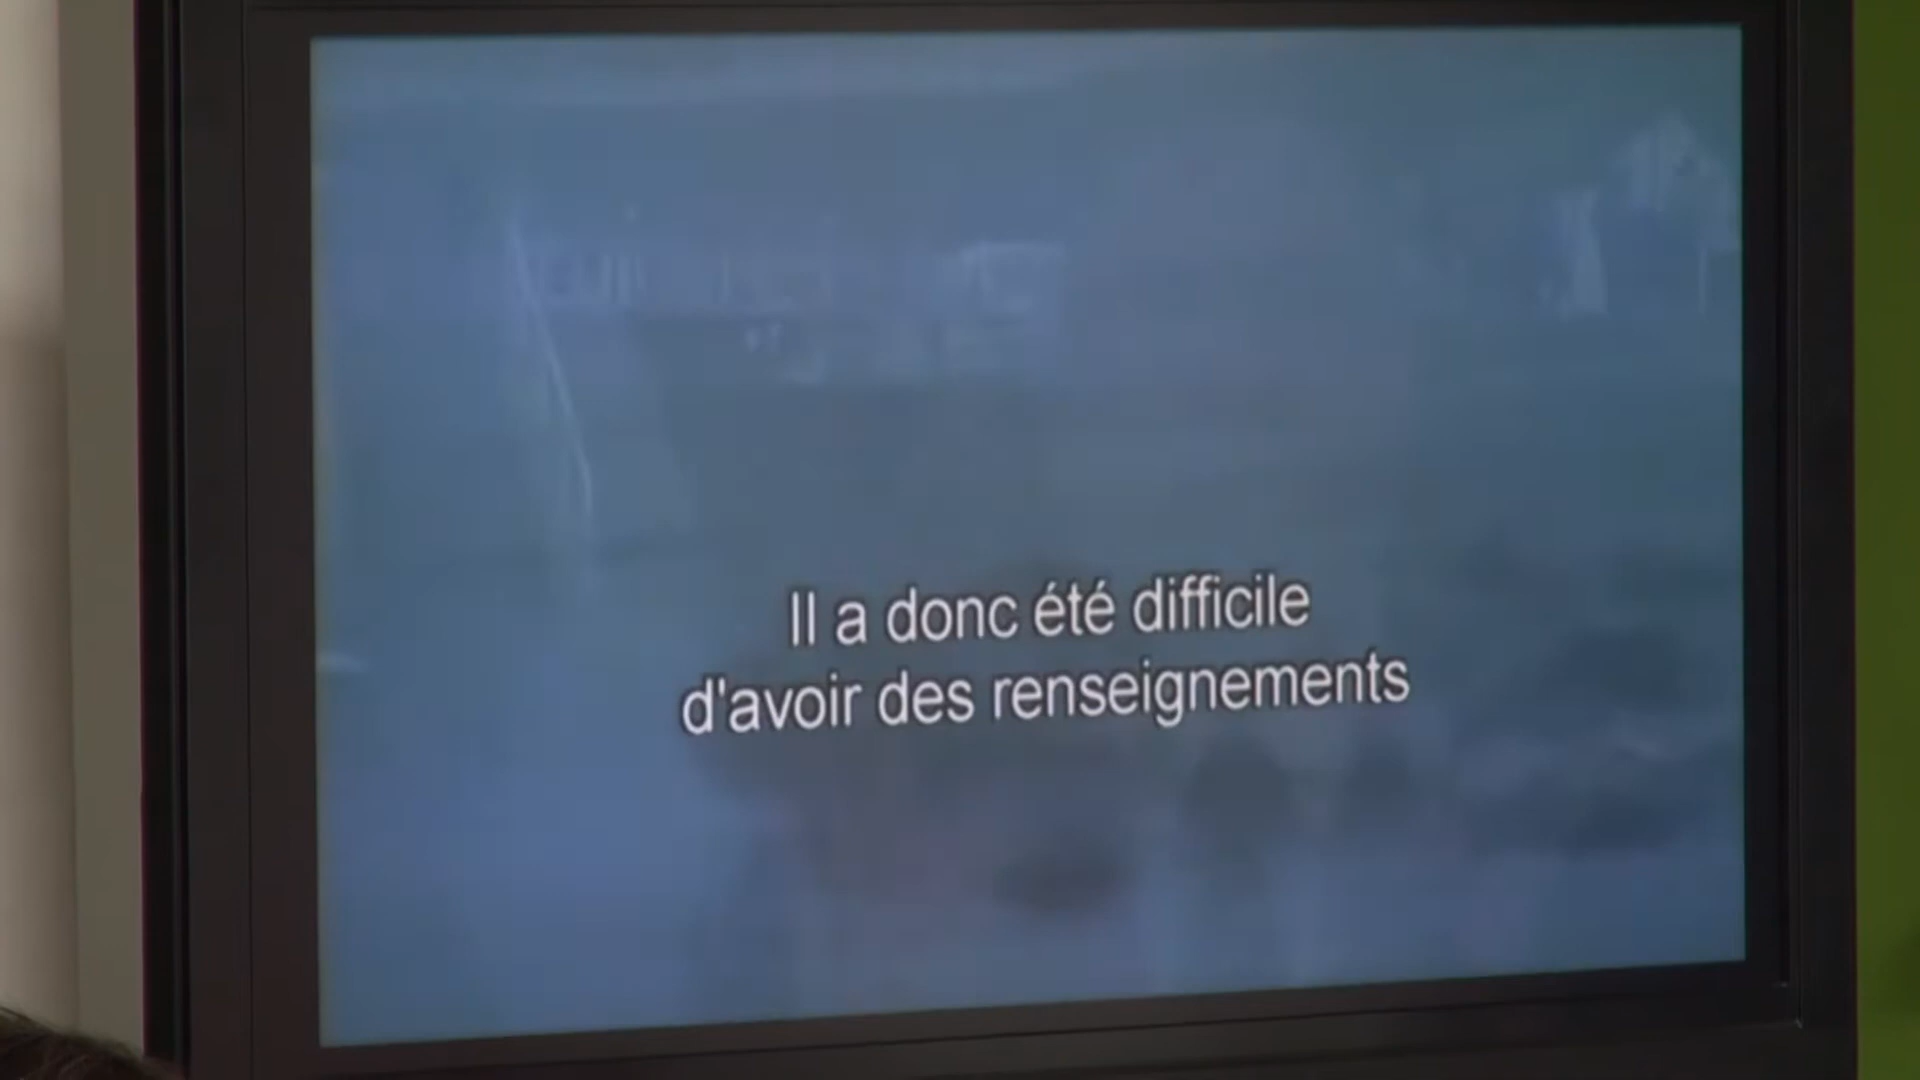 Il a donc été difficile
d'avoir des renseignements